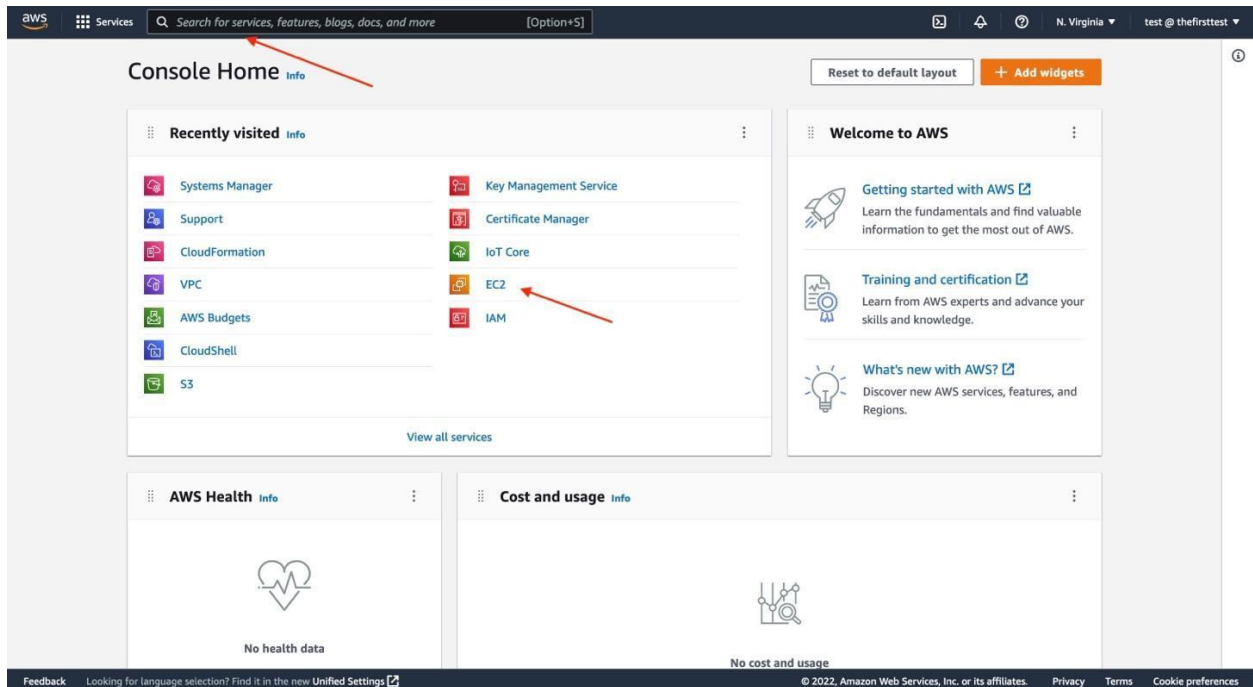 aws Services Search for services, features, blogs, docs, and more [Option+S] N. Virginia ▼ test @ thefirsttest ▼
Console Home Info
Reset to default layout + Add widgets
Recently visited Info
Systems Manager
Support
CloudFormation
VPC
AWS Budgets
CloudShell
S3
Key Management Service
Certificate Manager
IoT Core
EC2
IAM
View all services
Welcome to AWS
Getting started with AWS
Learn the fundamentals and find valuable
information to get the most out of AWS.
Training and certification
Learn from AWS experts and advance your
skills and knowledge.
What's new with AWS?
Discover new AWS services, features, and
Regions.
AWS Health Info
No health data
Cost and usage Info
No cost and usage
Feedback Looking for language selection? Find it in the new Unified Settings © 2022, Amazon Web Services, Inc. or its affiliates. Privacy Terms Cookie preferences